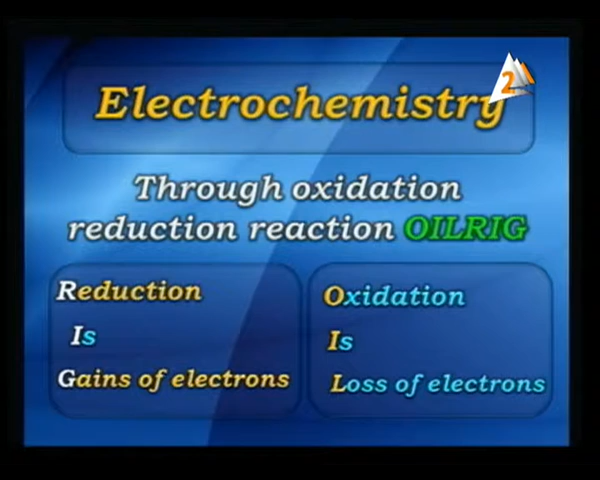 Electrochemistry
2
Through oxidation
reduction reaction OILRIG
Reduction
Is
Gains of electrons
Oxidation
Is
Loss of electrons